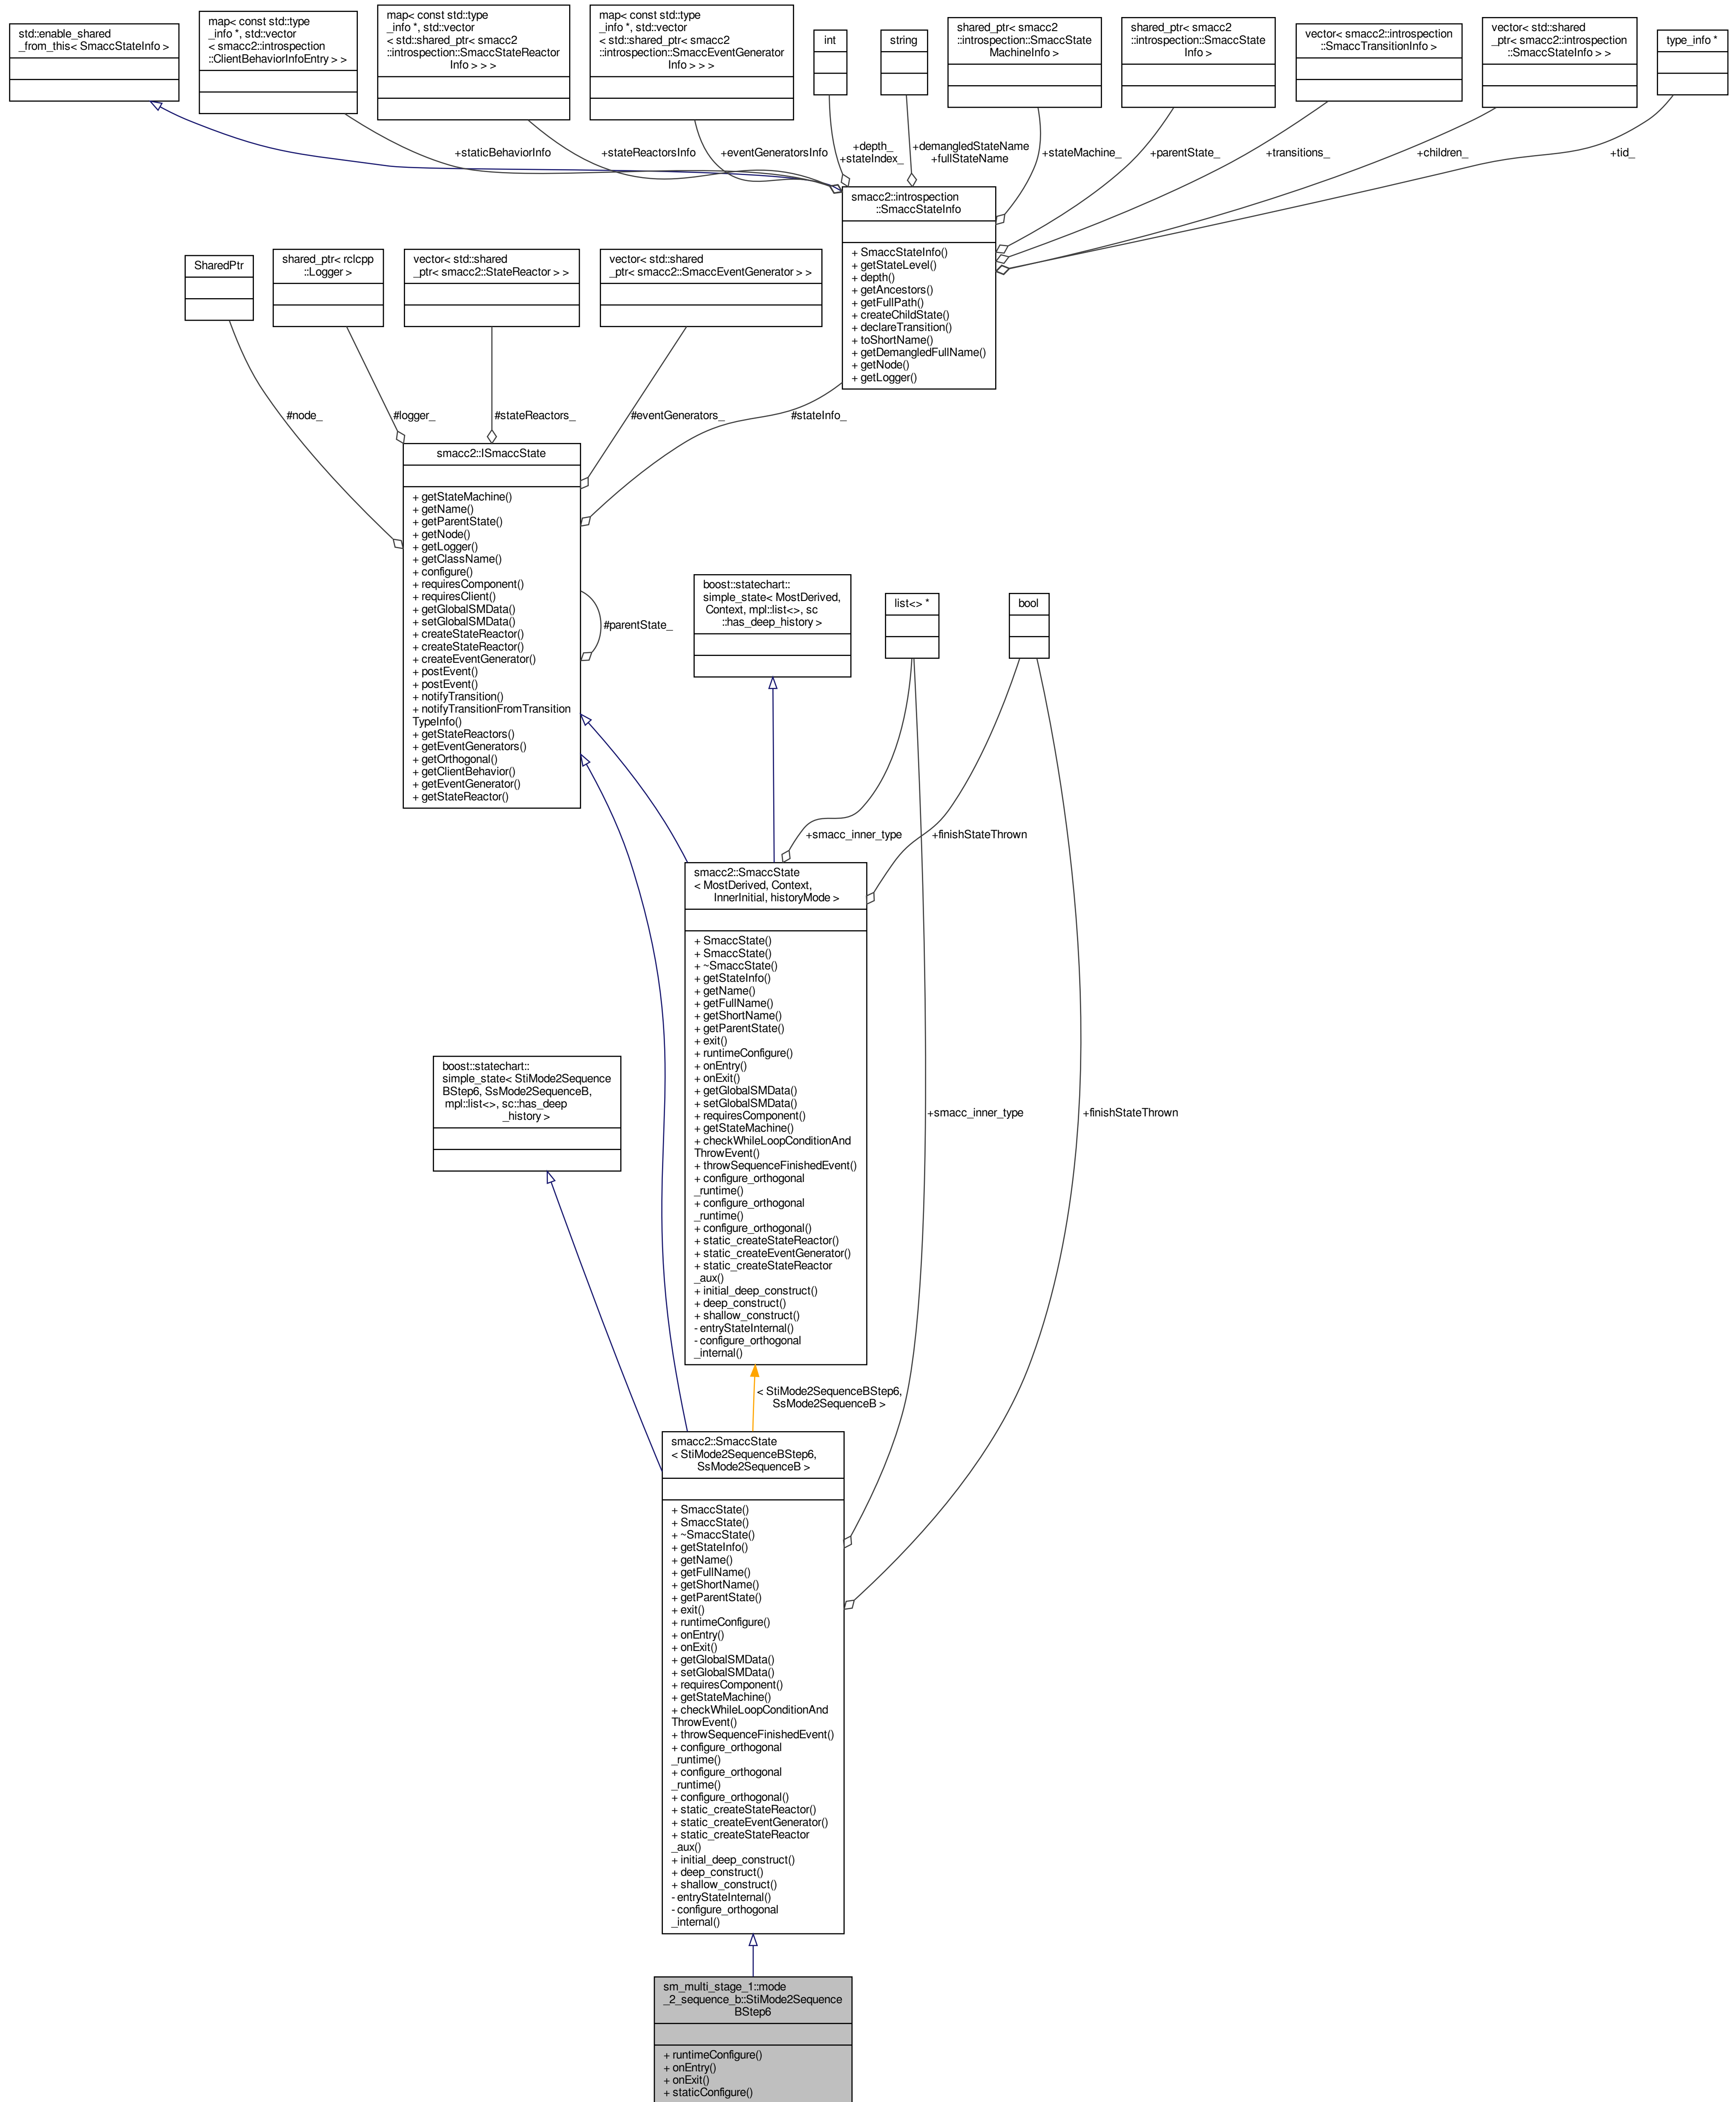 std::enable_shared
_from_this< SmaccStateInfo >
map< const std::type
_info *, std::vector
< smacc2::introspection
::ClientBehaviorInfoEntry > >
map< const std::type
_info *, std::vector
< std::shared_ptr< smacc2
::introspection::SmaccStateReactor
Info > > >
map< const std::type
_info *, std::vector
< std::shared_ptr< smacc2
::introspection::SmaccEventGenerator
Info > > >
int
string
shared_ptr< smacc2
::introspection::SmaccState
MachineInfo >
shared_ptr< smacc2
::introspection::SmaccState
Info >
vector< smacc2::introspection
::SmaccTransitionInfo >
vector< std::shared
_ptr< smacc2::introspection
::SmaccStateInfo > >
type_info *
+staticBehaviorInfo
+stateReactorsInfo
+eventGeneratorsInfo
+depth_
+stateIndex_
+demangledStateName
+fullStateName
+stateMachine_
+parentState_
+transitions_
+children_
+tid_
smacc2::introspection
::SmaccStateInfo
+ SmaccStateInfo()
+ getStateLevel()
+ depth()
+ getAncestors()
+ getFullPath()
+ createChildState()
+ declareTransition()
+ toShortName()
+ getDemangledFullName()
+ getNode()
+ getLogger()
SharedPtr
shared_ptr< rclcpp
::Logger >
vector< std::shared
_ptr< smacc2::StateReactor > >
vector< std::shared
_ptr< smacc2::SmaccEventGenerator > >
#node_
#logger_
#stateReactors_
#eventGenerators_
#stateInfo_
smacc2::ISmaccState
+ getStateMachine()
+ getName()
+ getParentState()
+ getNode()
+ getLogger()
+ getClassName()
+ configure()
+ requiresComponent()
+ requiresClient()
+ getGlobalSMData()
+ setGlobalSMData()
+ createStateReactor()
+ createStateReactor()
+ createEventGenerator()
+ postEvent()
+ postEvent()
+ notifyTransition()
+ notifyTransitionFromTransition
TypeInfo()
+ getStateReactors()
+ getEventGenerators()
+ getOrthogonal()
+ getClientBehavior()
+ getEventGenerator()
+ getStateReactor()
#parentState_
boost::statechart::
simple_state< MostDerived,
Context, mpl::list<>, sc
::has_deep_history >
list<> *
bool
+smacc_inner_type
+finishStateThrown
smacc2::SmaccState
< MostDerived, Context,
InnerInitial, historyMode >
+ SmaccState()
+ SmaccState()
+ ~SmaccState()
+ getStateInfo()
+ getName()
+ getFullName()
+ getShortName()
+ getParentState()
+ exit()
+ runtimeConfigure()
+ onEntry()
+ onExit()
+ getGlobalSMData()
+ setGlobalSMData()
+ requiresComponent()
+ getStateMachine()
+ checkWhileLoopConditionAnd
ThrowEvent()
+ throwSequenceFinishedEvent()
+ configure_orthogonal
_runtime()
+ configure_orthogonal
_runtime()
+ configure_orthogonal()
+ static_createStateReactor()
+ static_createEventGenerator()
+ static_createStateReactor
_aux()
+ initial_deep_construct()
+ deep_construct()
+ shallow_construct()
- entryStateInternal()
- configure_orthogonal
_internal()
boost::statechart::
simple_state< StiMode2Sequence
BStep6, SsMode2SequenceB,
mpl::list<>, sc::has_deep
_history >
+smacc_inner_type
+finishStateThrown
< StiMode2SequenceBStep6,
SsMode2SequenceB >
smacc2::SmaccState
< StiMode2SequenceBStep6,
SsMode2SequenceB >
+ SmaccState()
+ SmaccState()
+ ~SmaccState()
+ getStateInfo()
+ getName()
+ getFullName()
+ getShortName()
+ getParentState()
+ exit()
+ runtimeConfigure()
+ onEntry()
+ onExit()
+ getGlobalSMData()
+ setGlobalSMData()
+ requiresComponent()
+ getStateMachine()
+ checkWhileLoopConditionAnd
ThrowEvent()
+ throwSequenceFinishedEvent()
+ configure_orthogonal
_runtime()
+ configure_orthogonal
_runtime()
+ configure_orthogonal()
+ static_createStateReactor()
+ static_createEventGenerator()
+ static_createStateReactor
_aux()
+ initial_deep_construct()
+ deep_construct()
+ shallow_construct()
- entryStateInternal()
- configure_orthogonal
_internal()
sm_multi_stage_1::mode
_2_sequence_b::StiMode2Sequence
BStep6
+ runtimeConfigure()
+ onEntry()
+ onExit()
+ staticConfigure()